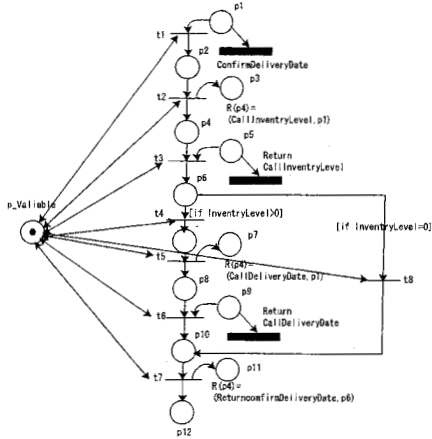 p1
t1
p2
ConfirmDeliveryDate
t2
p3
R(p4)=
(CallInventryLevel,p1)
p4
p5
t3
Return
CallInventryLevel
p6
p_Valiable
t4
[if InventryLevel>0]
[if InventryLevel=0]
p7
t5
R(p4)=
(CallDeliveryDate,p1)
t8
p8
p9
t6
Return
CallDeliveryDate
p10
t7
p11
R(p4)=
(ReturncomfirmDeliveryDate,p6)
p12